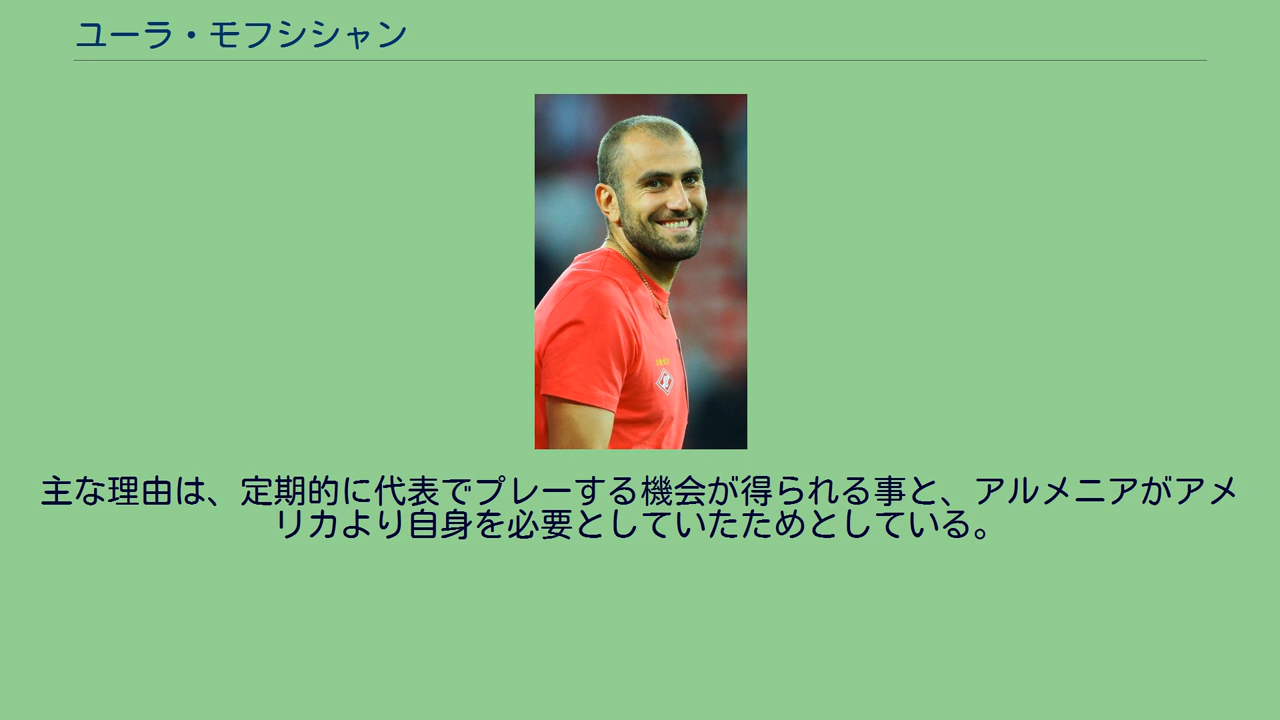 ユーラ・モフシシャン
主な理由は、定期的に代表でプレーする機会が得られる事と、アルメニアがアメ
リカより自身を必要としていたためとしている。